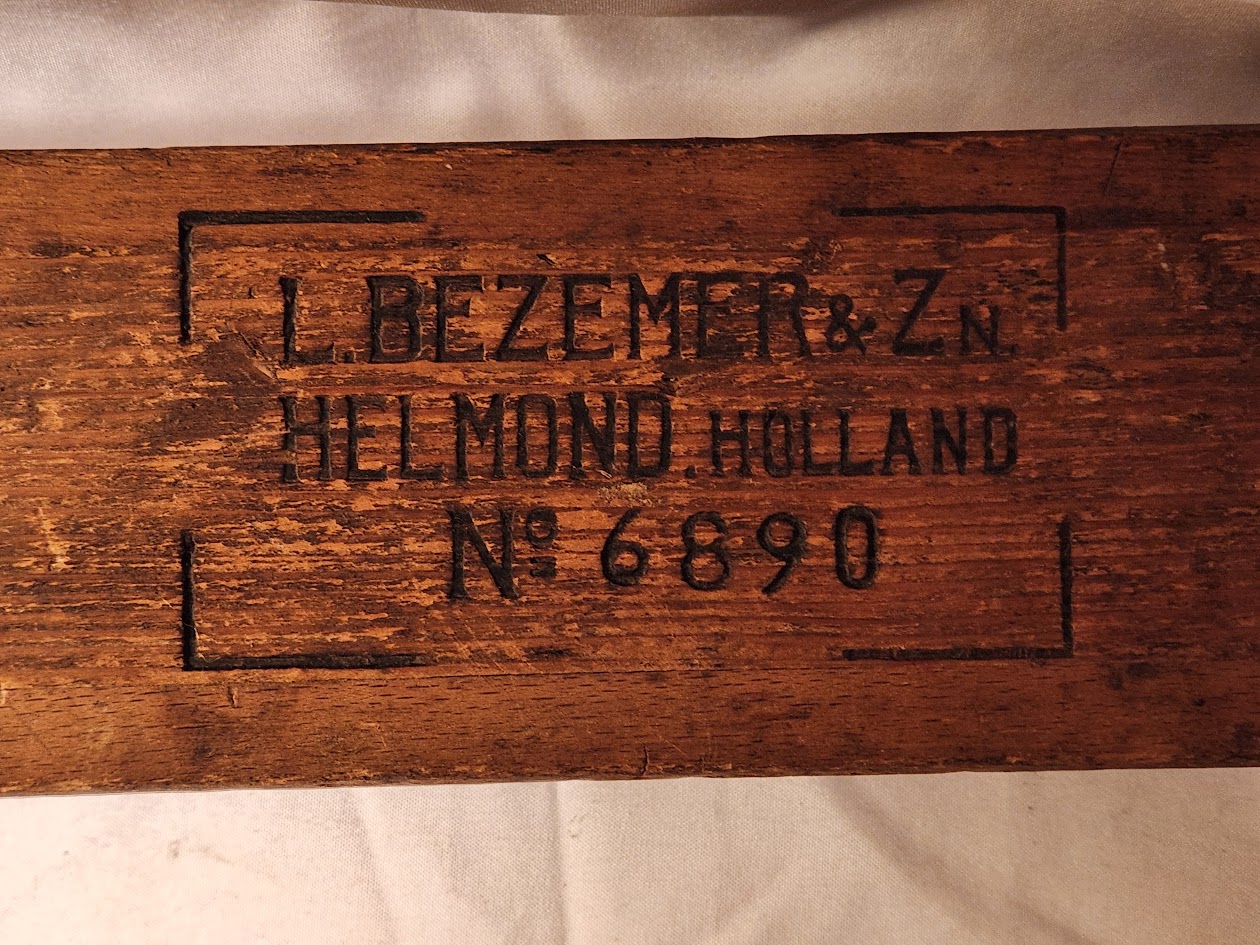 L. BEZEMER & ZN.
HELMOND. HOLLAND
Nº 6890